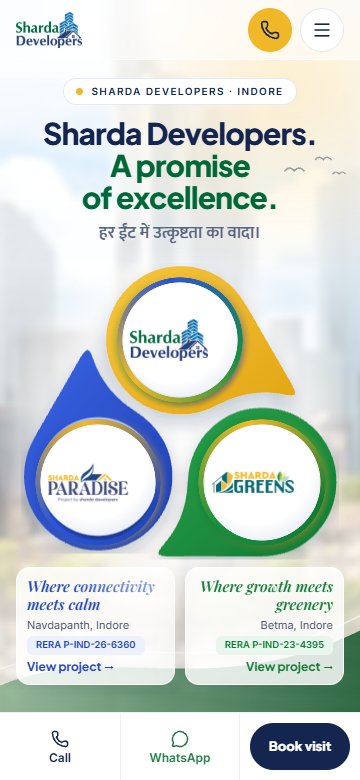 Sharda
Developers
SHARDA DEVELOPERS · INDORE
Sharda Developers.
A promise
of excellence.
हर ईंट में उत्कृष्टता का वादा।
Sharda
Developers
SHARDA
PARADISE
Project by sharda developers
SHARDA
GREENS
Where connectivity
meets calm
Navdapanth, Indore
RERA P-IND-26-6360
View project →
Where growth meets
greenery
Betma, Indore
RERA P-IND-23-4395
View project →
Call
WhatsApp
Book visit